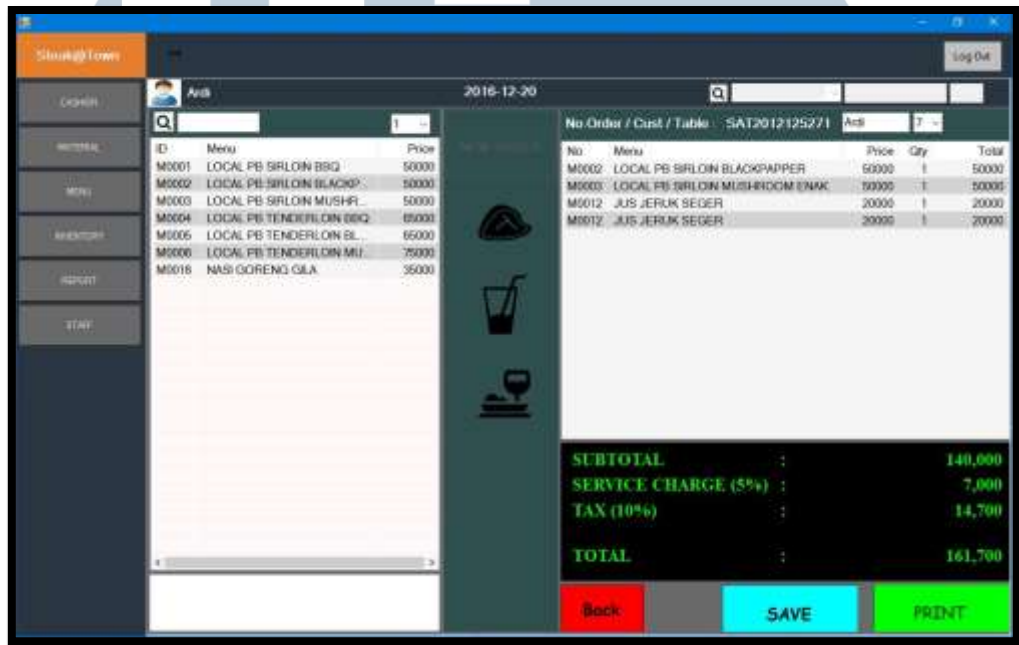 Log Out
CASHIER
MATERIAL
MENU
INVENTORY
REPORT
STAFF
Ardi
2016-12-20
1
No.Order / Cust / Table : SAT2012125271 Ardi 7
ID Menu Price
M0001 LOCAL PB SIRLOIN BBQ 50000
M0002 LOCAL PB SIRLOIN BLACKP... 50000
M0003 LOCAL PB SIRLOIN MUSHR... 50000
M0004 LOCAL PB TENDERLOIN BBQ 65000
M0005 LOCAL PB TENDERLOIN BL... 65000
M0006 LOCAL PB TENDERLOIN MU... 75000
M0016 NASI GORENG GILA 35000
No Menu Price Qty Total
M0002 LOCAL PB SIRLOIN BLACKPAPPER 50000 1 50000
M0003 LOCAL PB SIRLOIN MUSHROOM ENAK 50000 1 50000
M0012 JUS JERUK SEGER 20000 1 20000
M0012 JUS JERUK SEGER 20000 1 20000
SUBTOTAL : 140,000
SERVICE CHARGE (5%) : 7,000
TAX (10%) : 14,700
TOTAL : 161,700
Back
SAVE
PRINT